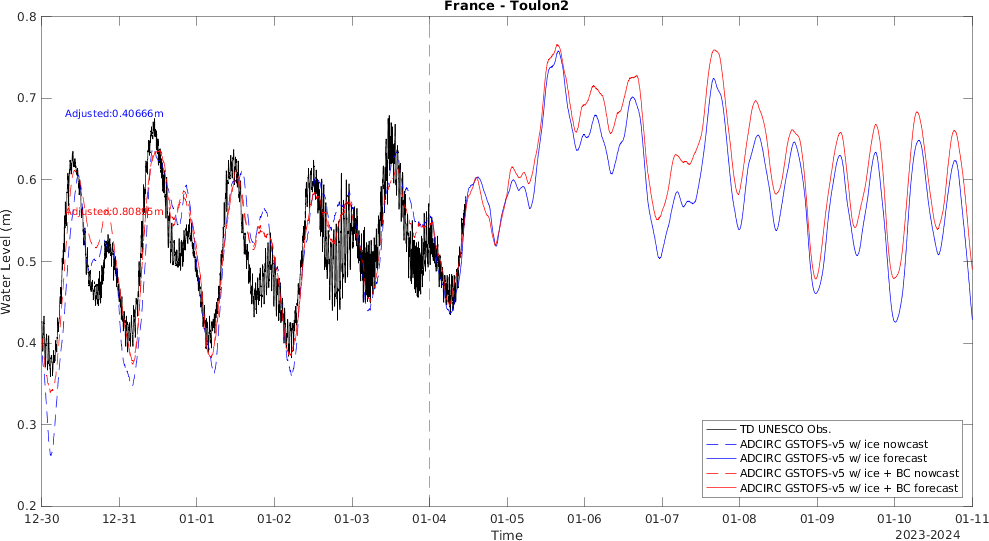 France - Toulon2
0.8
0.7
0.6
0.5
0.4
0.3
0.2
Water Level (m)
Adjusted:0.40666m
12-30
12-31
01-01
01-02
01-03
01-04
01-05
01-06
01-07
01-08
01-09
01-10
01-11
Time
2023-2024
TD UNESCO Obs.
ADCIRC GSTOFS-v5 w/ ice nowcast
ADCIRC GSTOFS-v5 w/ ice forecast
ADCIRC GSTOFS-v5 w/ ice + BC nowcast
ADCIRC GSTOFS-v5 w/ ice + BC forecast